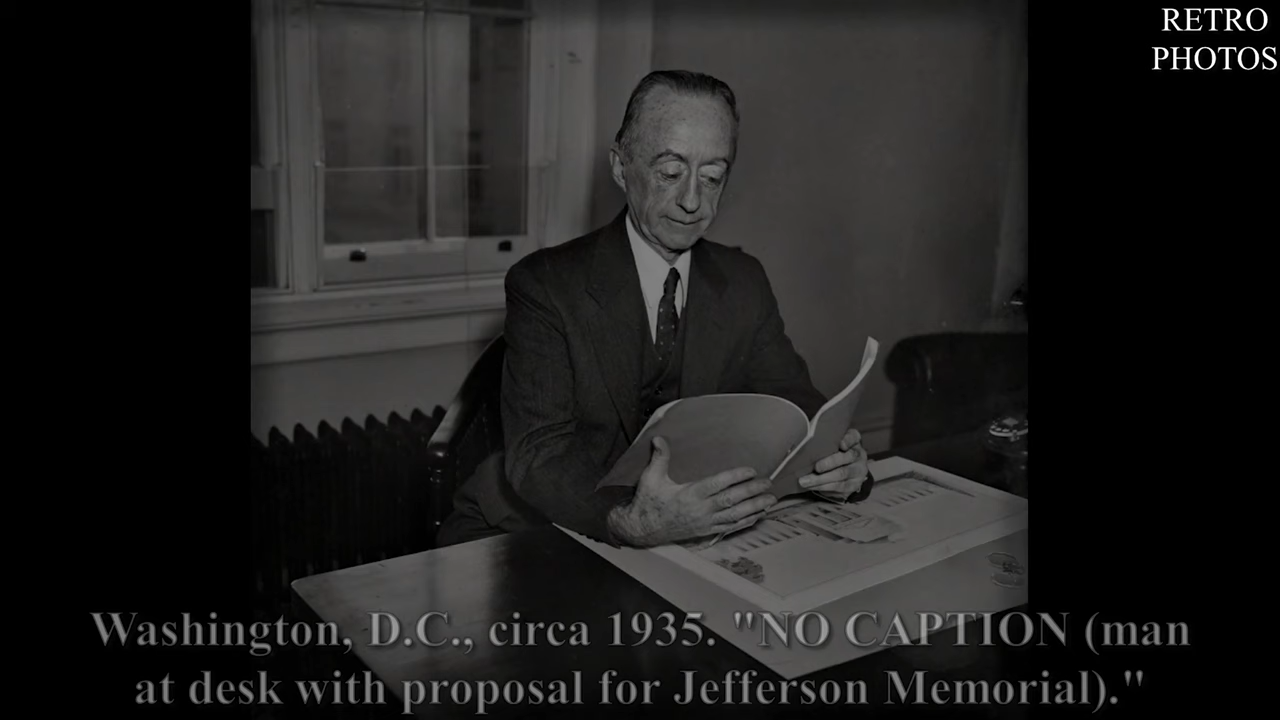 RETRO
PHOTOS
Washington, D.C., circa 1935. "NO CAPTION (man
at desk with proposal for Jefferson Memorial)."